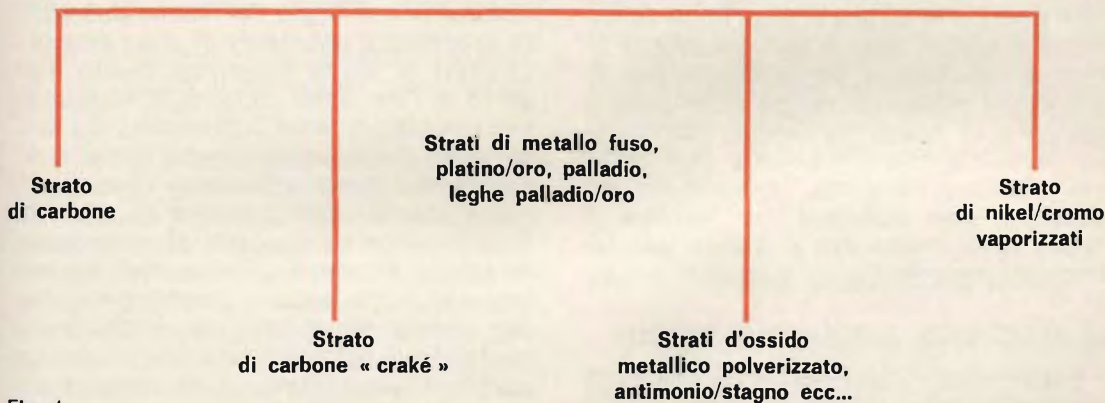 Strati di metallo fuso,
platino/oro, palladio,
leghe palladio/oro
Strato
di carbone
Strato
di nikel/cromo
vaporizzati
Strato
di carbone « craké »
Strati d'ossido
metallico polverizzato,
antimonio/stagno ecc...